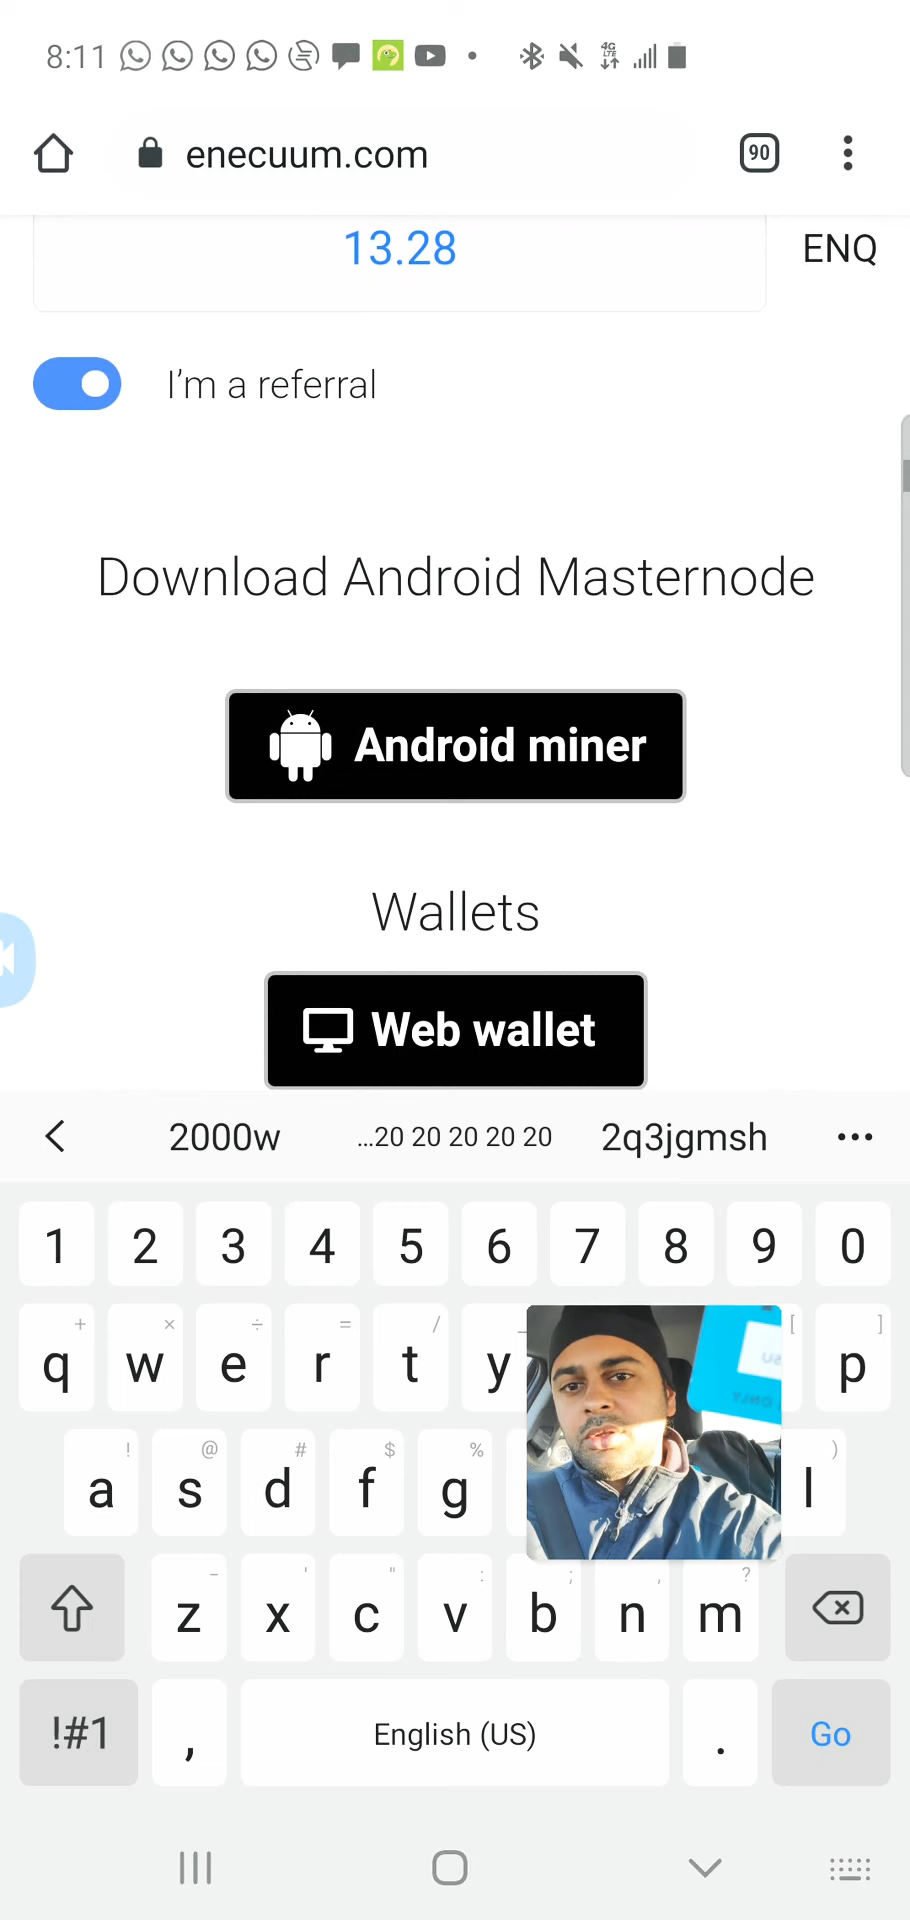 8:11
4G
LTE
enecuum.com
90
13.28
ENQ
I'm a referral
Download Android Masternode
Android miner
Wallets
Web wallet
2000w
...20 20 20 20 20
2q3jgmsh
1 2 3 4 5 6 7 8 9 0
+ × ÷ = / _ [ ]
q w e r t y p
! @ # $ % )
a s d f g l
- ' " : ; , ?
z x c v b n m
!#1 , English (US) . Go